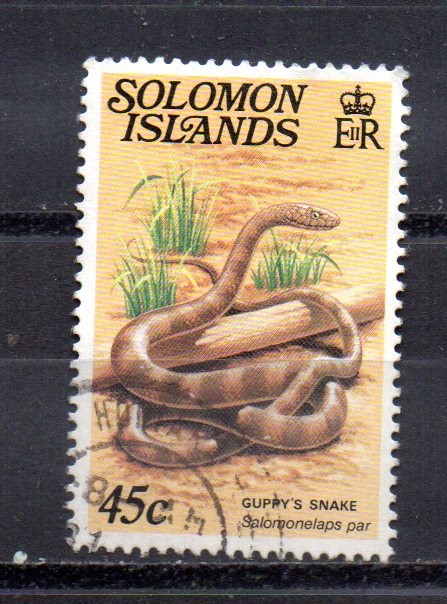 SOLOMON
ISLANDS
EIIR
45c
GUPPY'S SNAKE
Salomonelaps par